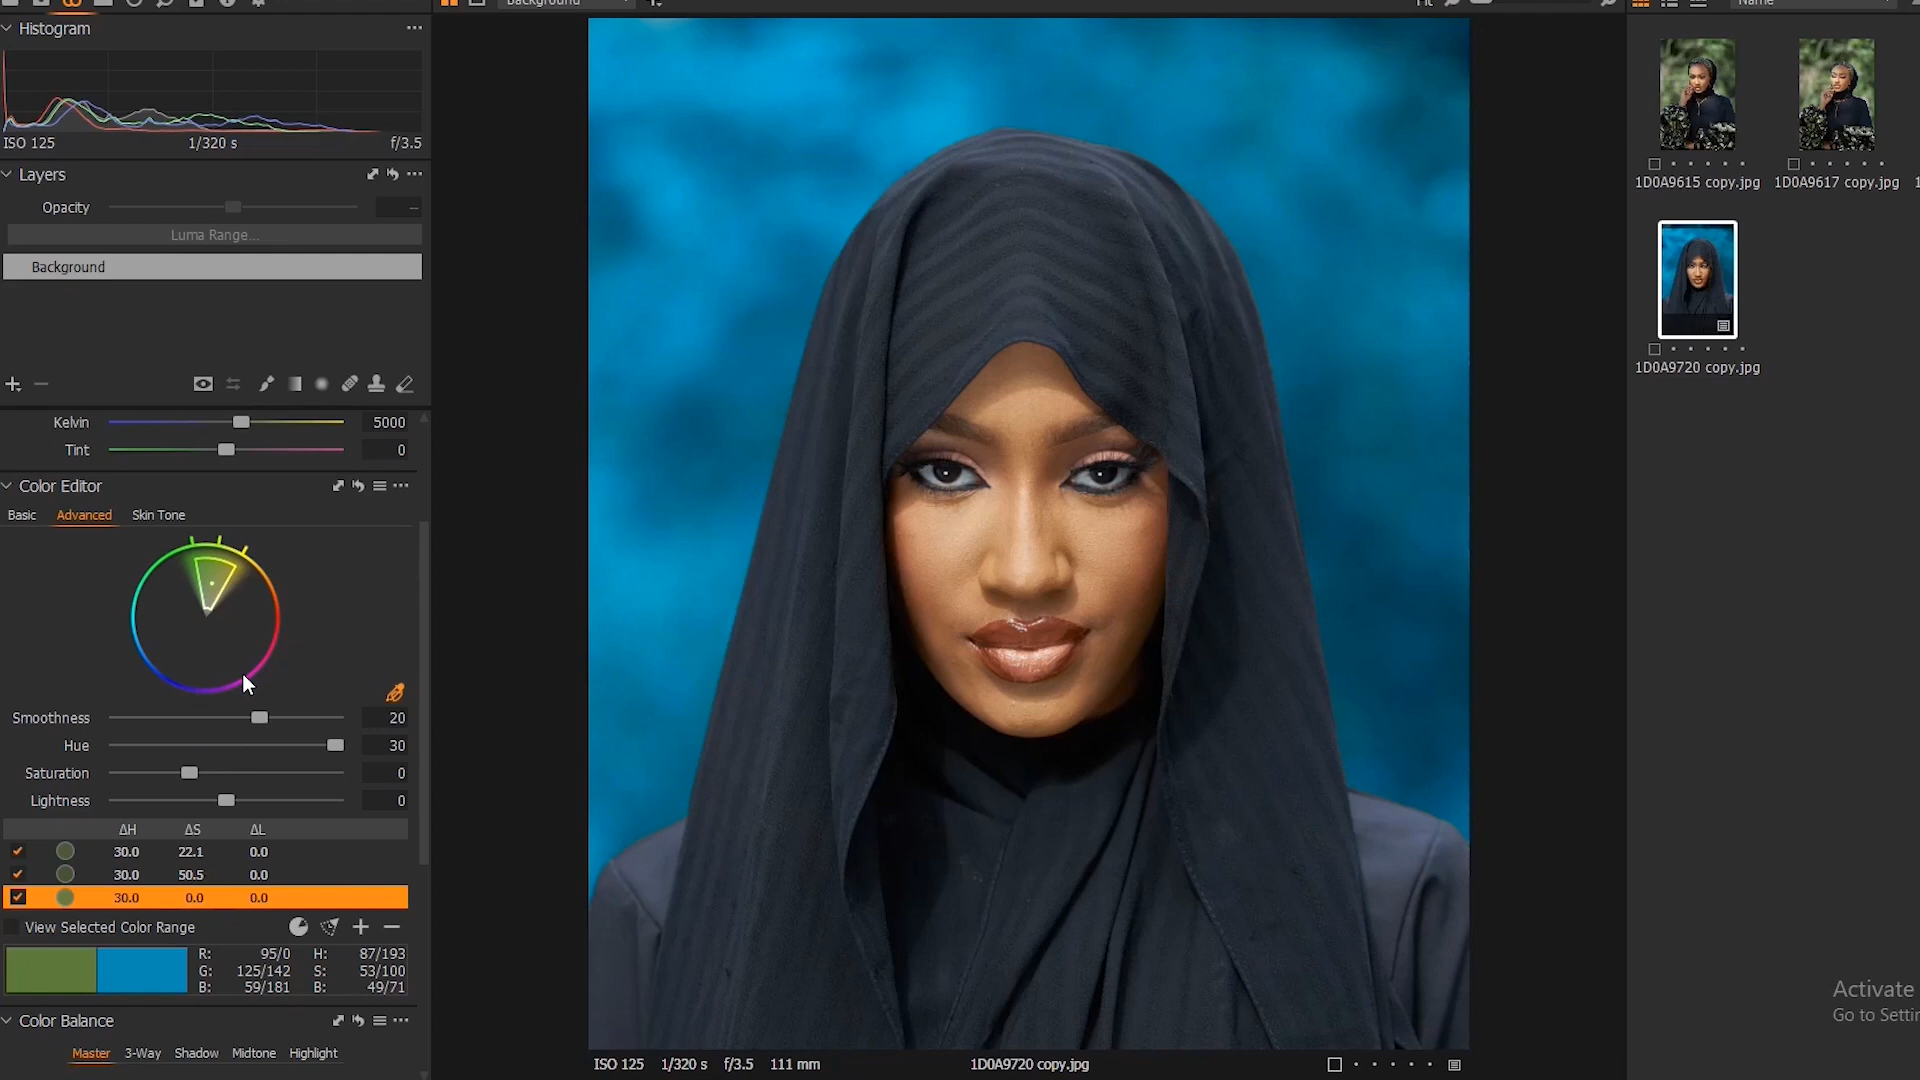 Background
Fit
Name
Histogram
ISO 125 1/320 s f/3.5
Layers
Opacity
Luma Range...
Background
Kelvin 5000
Tint 0
Color Editor
Basic Advanced Skin Tone
Smoothness 20
Hue 30
Saturation 0
Lightness 0
ΔH ΔS ΔL
30.0 22.1 0.0
30.0 50.5 0.0
30.0 0.0 0.0
View Selected Color Range
R: 95/0 H: 87/193
G: 125/142 S: 53/100
B: 59/181 B: 49/71
Color Balance
Master 3-Way Shadow Midtone Highlight
ISO 125 1/320 s f/3.5 111 mm 1D0A9720 copy.jpg
1D0A9615 copy.jpg 1D0A9617 copy.jpg
1D0A9720 copy.jpg
Activate
Go to Settin